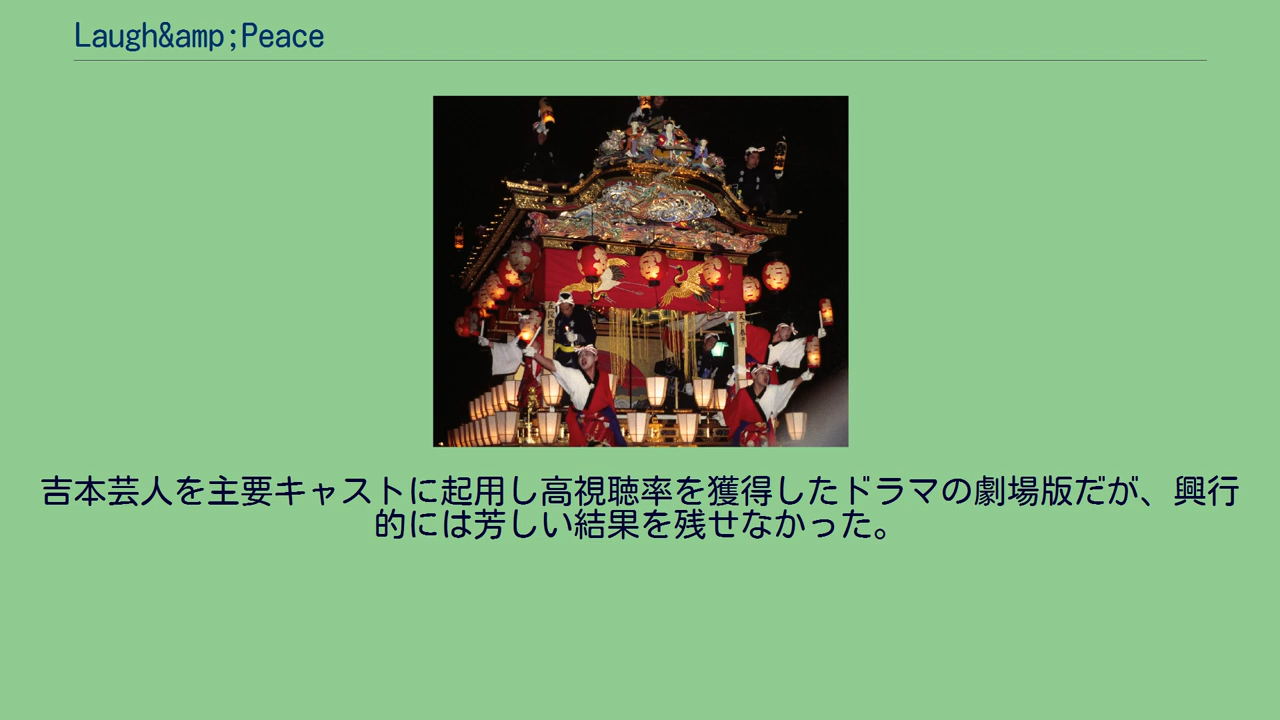 Laugh&amp;Peace
吉本芸人を主要キャストに起用し高視聴率を獲得したドラマの劇場版だが、興行
的には芳しい結果を残せなかった。